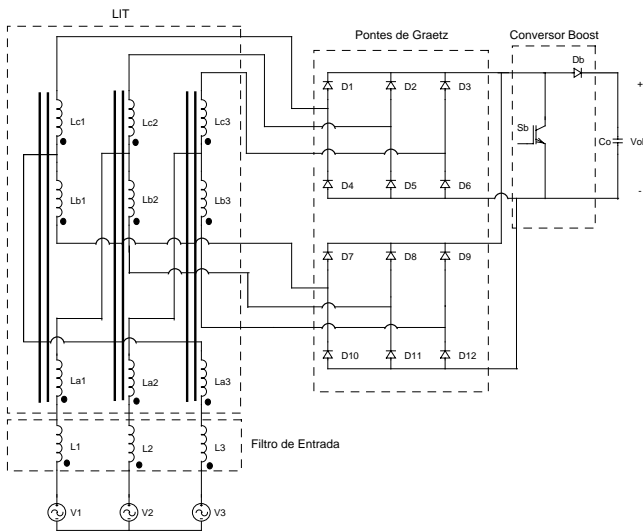 LIT
Pontes de Graetz
Conversor Boost
Lc1
Lc2
Lc3
D1
D2
D3
Db
+
Sb
Co
Vo
Lb1
Lb2
Lb3
D4
D5
D6
-
D7
D8
D9
D10
D11
D12
La1
La2
La3
L1
L2
L3
Filtro de Entrada
V1
V2
V3